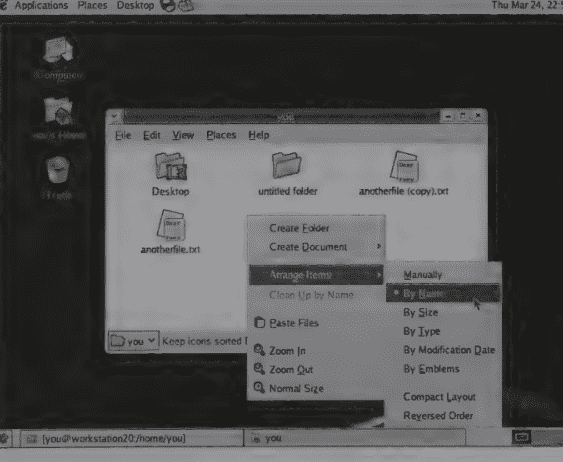 Applications Places Desktop
Thu Mar 24, 22:5
Computer
File Edit View Places Help
Desktop
untitled folder
anotherfile (copy).txt
anotherfile.txt
Create Folder
Create Document
Arrange Items
Clean Up by Name
Paste Files
Zoom In
Zoom Out
Normal Size
Manually
By Name
By Size
By Type
By Modification Date
By Emblems
Compact Layout
Reversed Order
you
Keep icons sorted
[you@workstation20:/home/you]
you